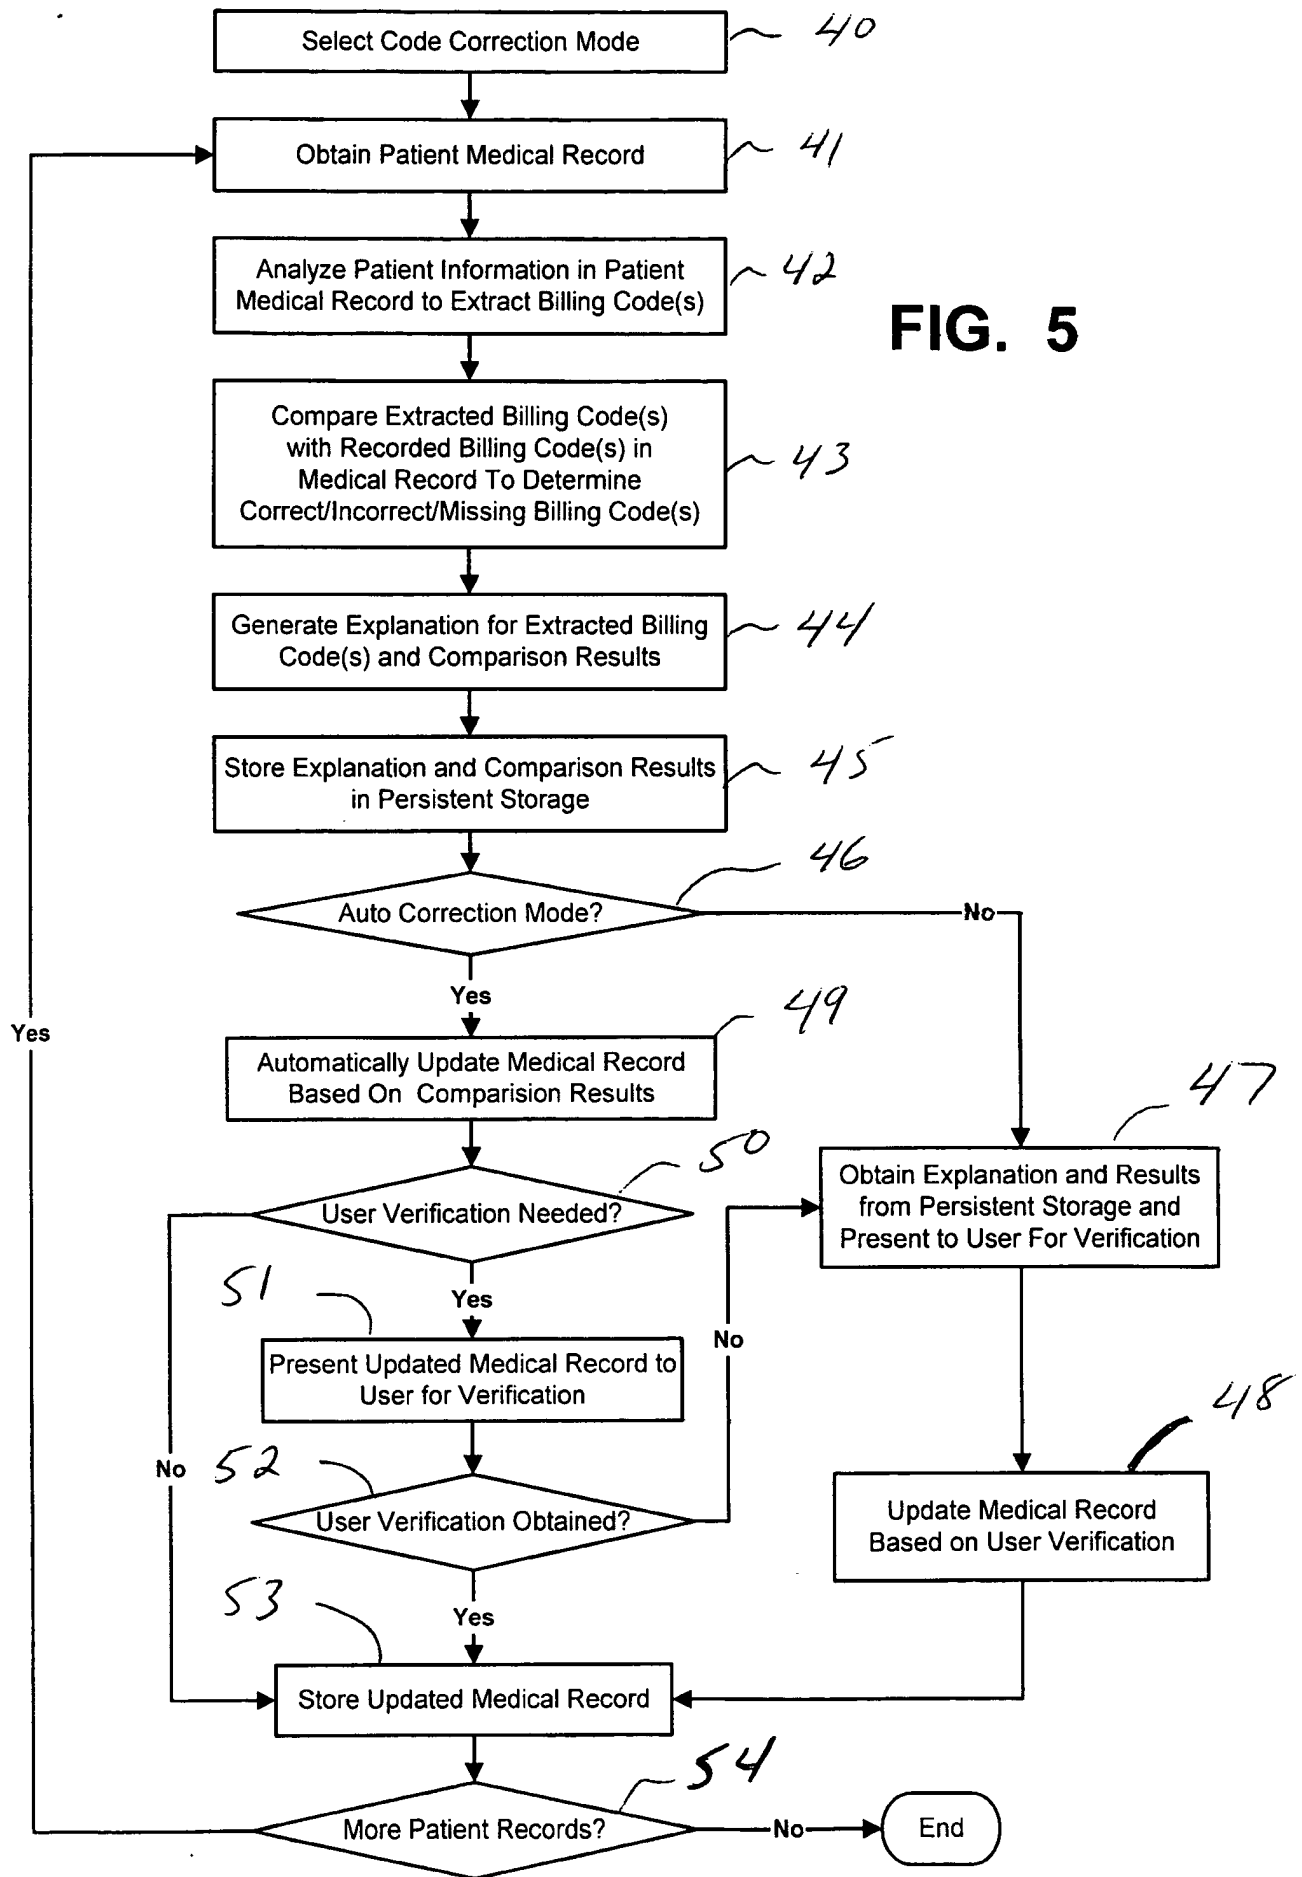 Select Code Correction Mode
40
Obtain Patient Medical Record
41
Analyze Patient Information in Patient
Medical Record to Extract Billing Code(s)
42
FIG. 5
Compare Extracted Billing Code(s)
with Recorded Billing Code(s) in
Medical Record To Determine
Correct/Incorrect/Missing Billing Code(s)
43
Generate Explanation for Extracted Billing
Code(s) and Comparison Results
44
Store Explanation and Comparison Results
in Persistent Storage
45
46
Auto Correction Mode?
No
Yes
49
Yes
Automatically Update Medical Record
Based On Comparision Results
47
50
User Verification Needed?
Obtain Explanation and Results
from Persistent Storage and
Present to User For Verification
51
Yes
No
Present Updated Medical Record to
User for Verification
48
No
52
User Verification Obtained?
Update Medical Record
Based on User Verification
53
Yes
Store Updated Medical Record
54
More Patient Records?
No
End